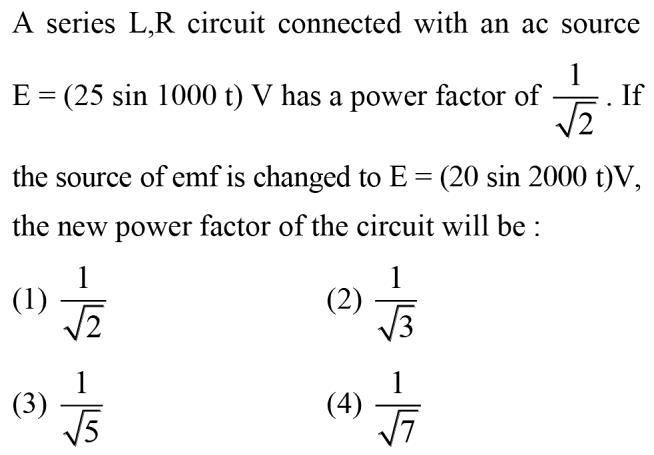 A series L,R circuit connected with an ac source
E = (25 sin 1000 t) V has a power factor of 1/√2 . If
the source of emf is changed to E = (20 sin 2000 t)V,
the new power factor of the circuit will be :
(1) 1/√2 (2) 1/√3
(3) 1/√5 (4) 1/√7